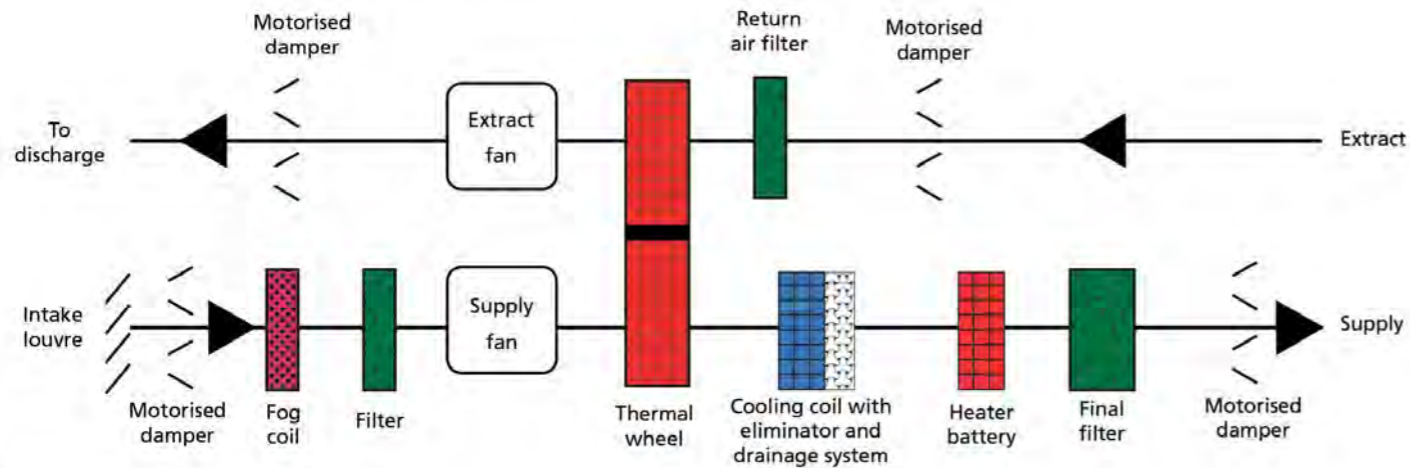 Motorised
damper
Return
air filter
Motorised
damper
To
discharge
Extract
fan
Extract
Intake
louvre
Supply
fan
Supply
Motorised
damper
Fog
coil
Filter
Thermal
wheel
Cooling coil with
eliminator and
drainage system
Heater
battery
Final
filter
Motorised
damper